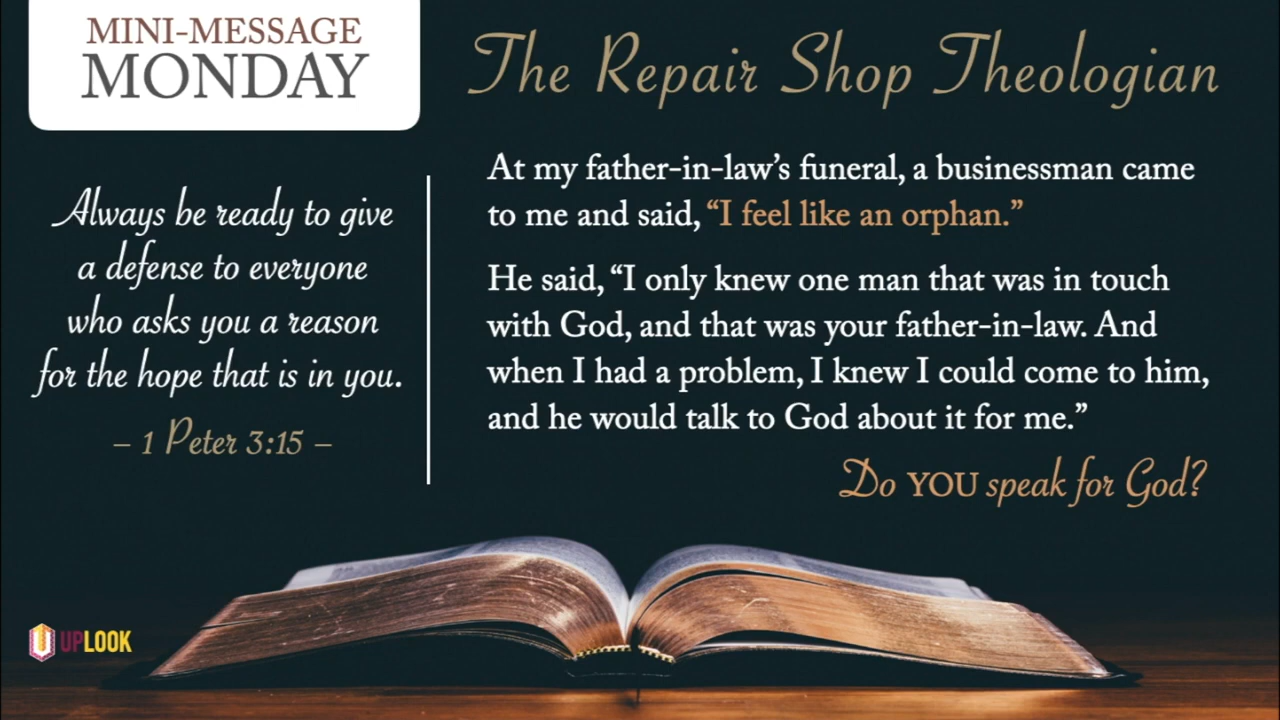 MINI-MESSAGE
MONDAY
The Repair Shop Theologian
Always be ready to give
a defense to everyone
who asks you a reason
for the hope that is in you.
– 1 Peter 3:15 –
At my father-in-law’s funeral, a businessman came
to me and said, “I feel like an orphan.”
He said, “I only knew one man that was in touch
with God, and that was your father-in-law. And
when I had a problem, I knew I could come to him,
and he would talk to God about it for me.”
Do YOU speak for God?
UPLOOK